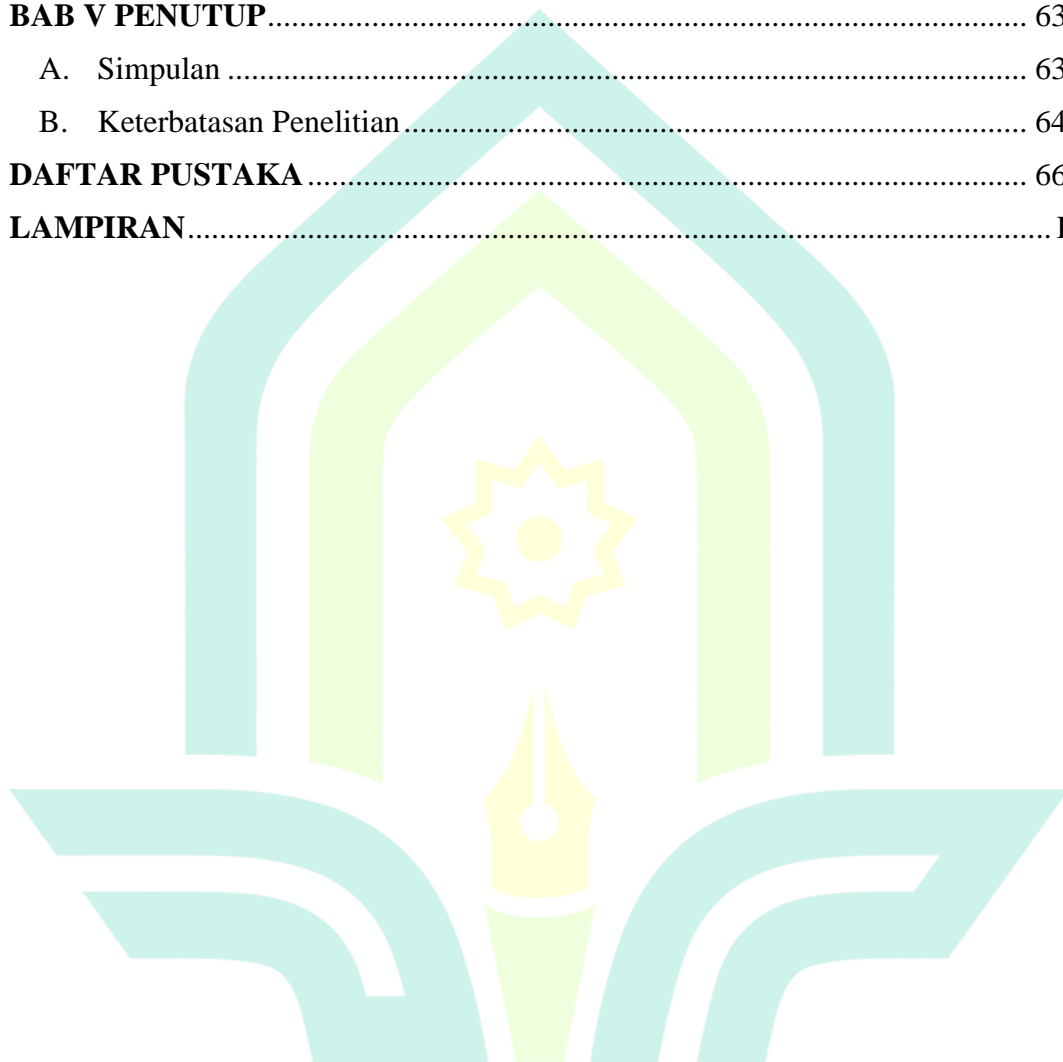 BAB V PENUTUP............................................................................................... 63
A. Simpulan .................................................................................................... 63
B. Keterbatasan Penelitian.............................................................................. 64
DAFTAR PUSTAKA .......................................................................................... 66
LAMPIRAN............................................................................................................ I